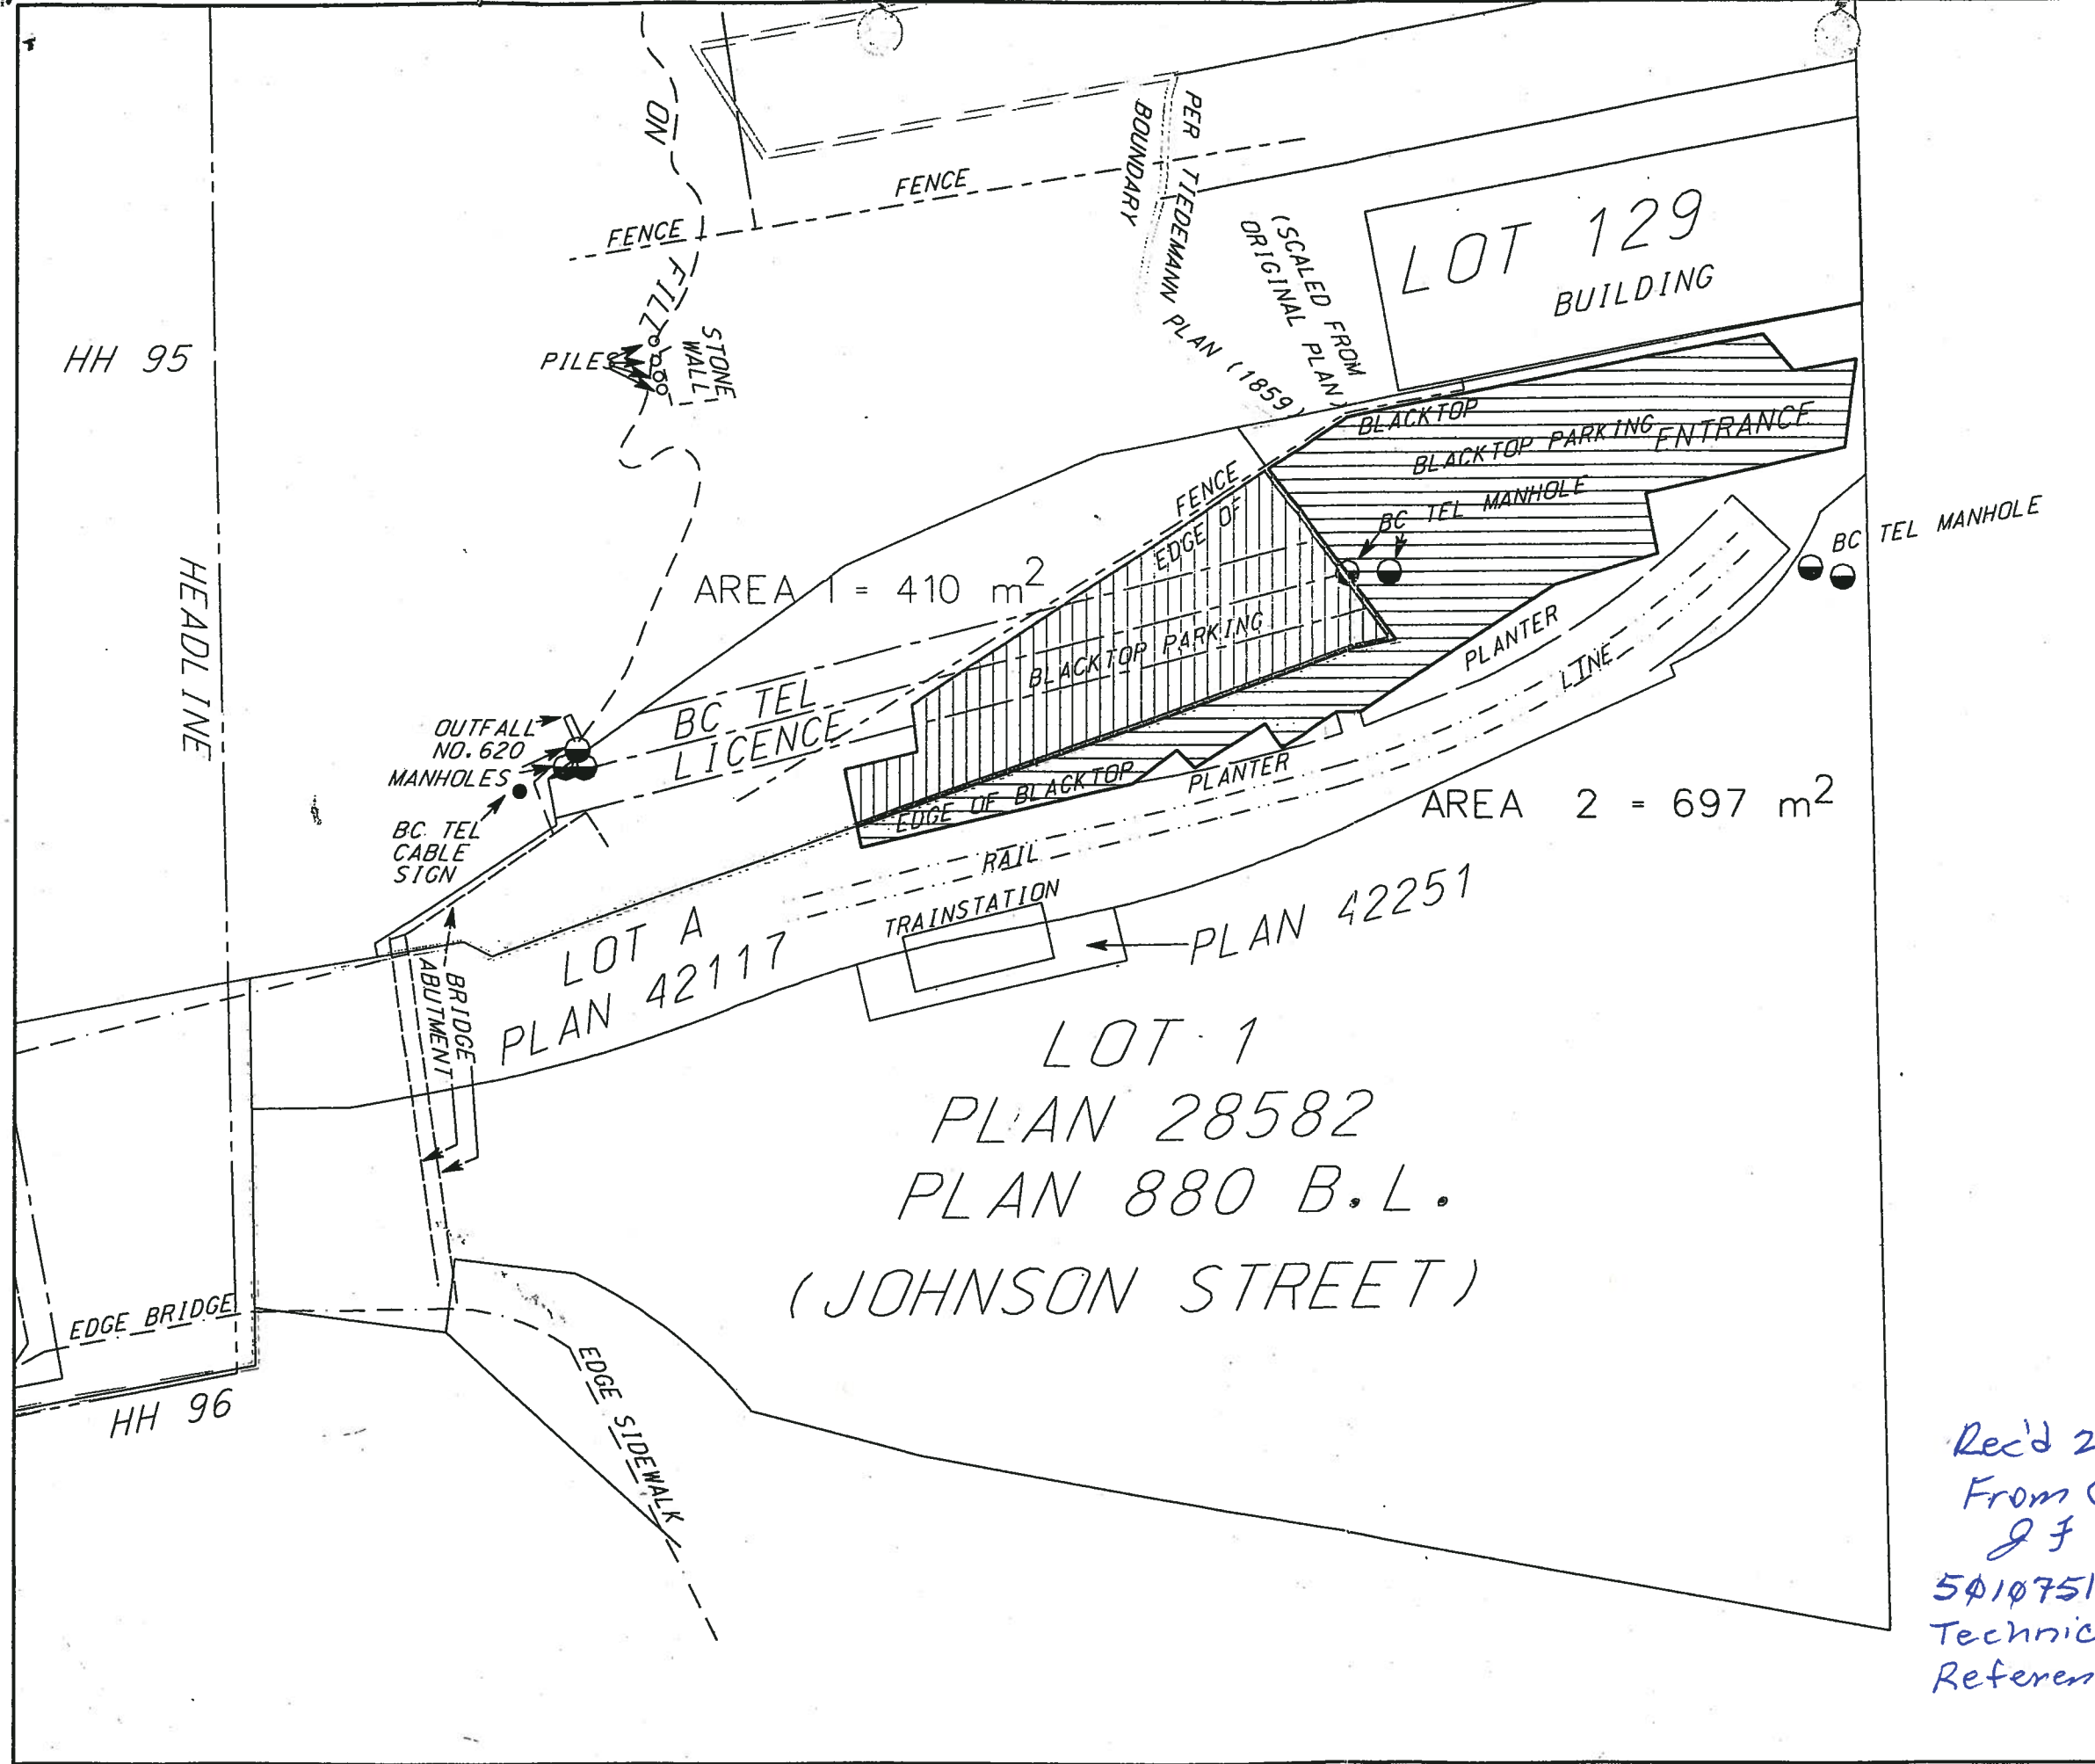 ON
FENCE
FENCE
FILL
PILES
STONE
WALL
BOUNDARY
PER TIEDEMANN PLAN (1859)
(SCALED FROM
ORIGINAL PLAN)
LOT 129
BUILDING
HH 95
HEADLINE
BLACKTOP
BLACKTOP PARKING
ENTRANCE
FENCE
EDGE OF
BC TEL MANHOLE
BC TEL MANHOLE
AREA 1 = 410 m²
BLACKTOP PARKING
PLANTER
LINE
BC TEL
LICENCE
OUTFALL
NO.620
MANHOLES
BC TEL
CABLE
SIGN
EDGE OF BLACKTOP
PLANTER
AREA 2 = 697 m²
RAIL
TRAINSTATION
LOT A
PLAN 42117
PLAN 42251
BRIDGE
ABUTMENT
LOT 1
PLAN 28582
PLAN 880 B.L.
(JOHNSON STREET)
EDGE BRIDGE
HH 96
EDGE SIDEWALK
Rec'd 2
From
5010751
Technic
Referen